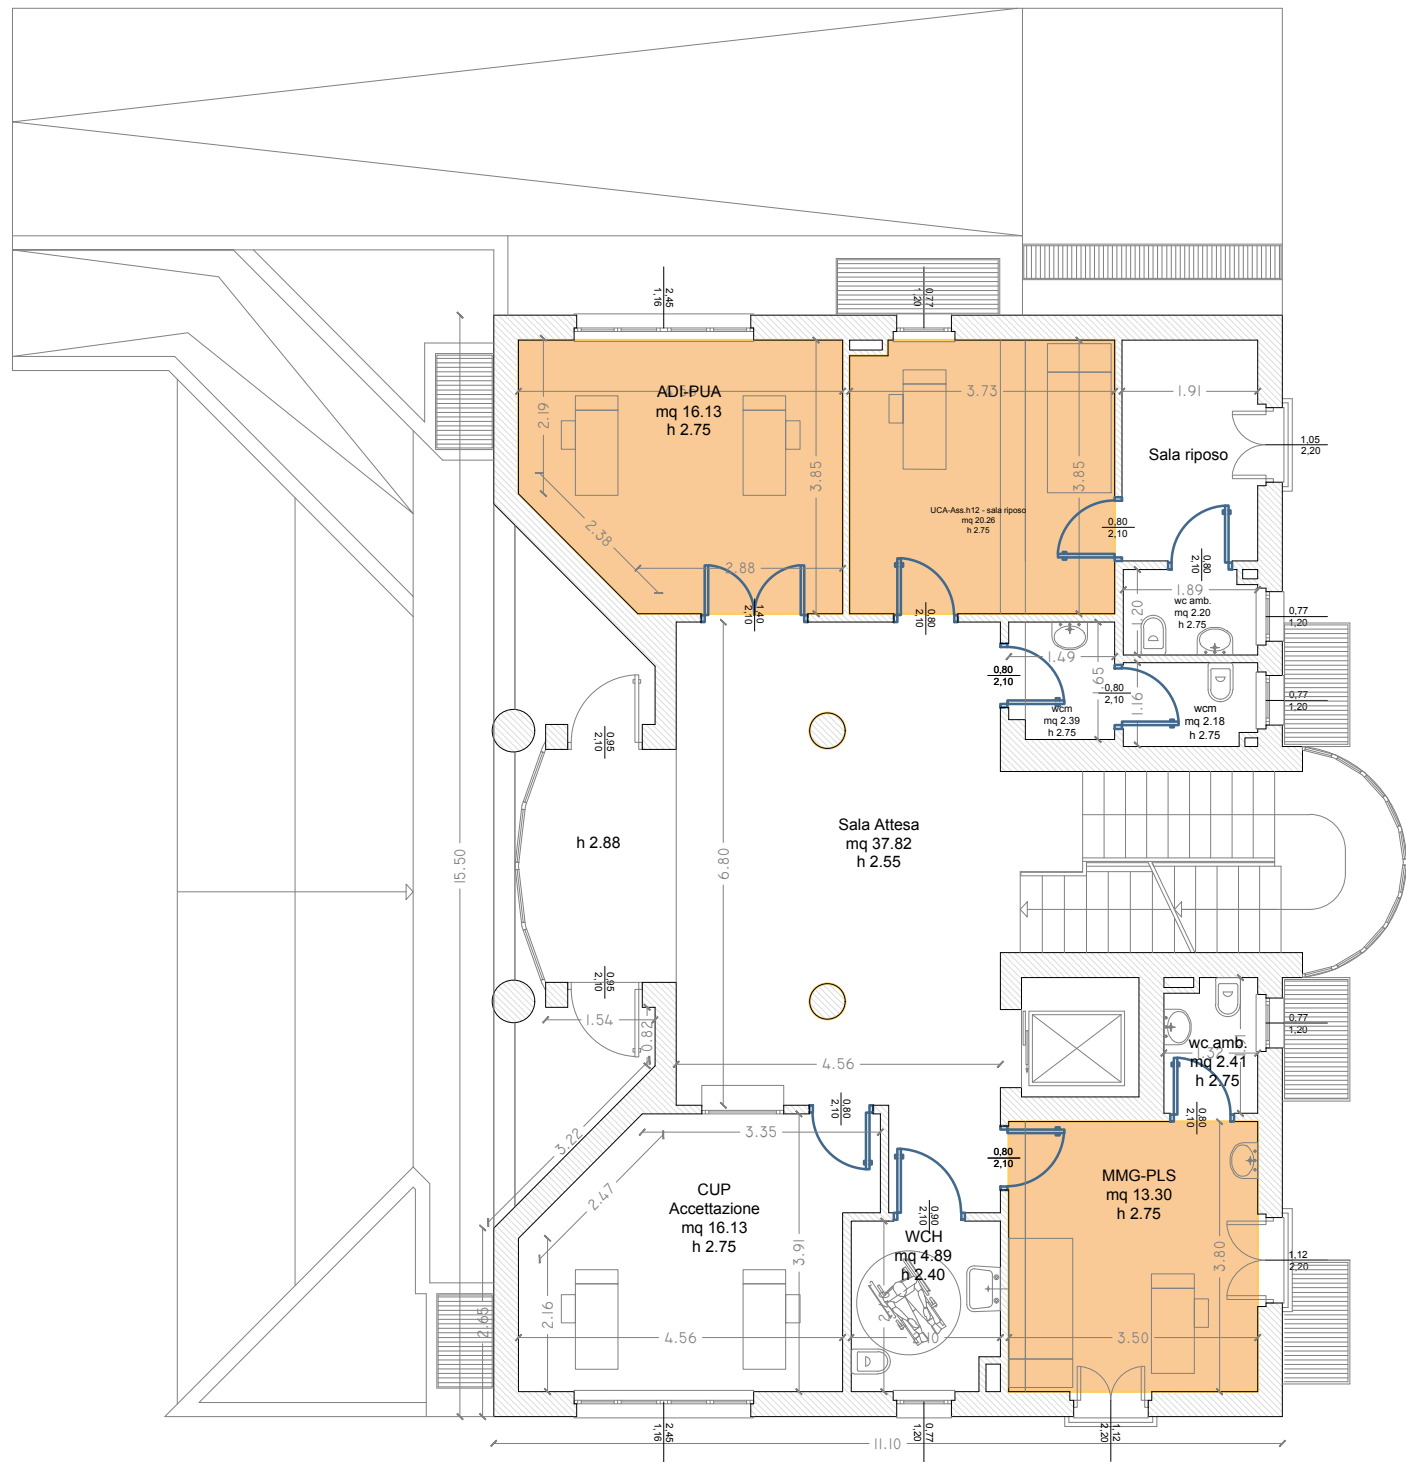 2,45
1,16
0,77
1,20
ADI-PUA
mq 16.13
h 2.75
2.19
3.85
2.38
2.88
3.73
3.85
1.91
Sala riposo
1,05
2,20
UCA-Ass.h12 - sala riposo
mq 20.26
h 2.75
0,80
2,10
0,80
2,10
1.89
1.20
wc amb.
mq 2.20
h 2.75
0,77
1,20
1,40
2,10
0,80
2,10
1.49
0,80
2,10
0,80
2,10
1.16
wcm
mq 2.39
h 2.75
wcm
mq 2.18
h 2.75
0,77
1,20
0,95
2,10
h 2.88
Sala Attesa
mq 37.82
h 2.55
6.80
15.50
0,95
2,10
1.54
0.82
4.56
0,77
1,20
wc amb.
mq 2.41
h 2.75
1.32
0,80
2,10
0,80
2,10
0,80
2,10
3.22
3.35
2.47
CUP
Accettazione
mq 16.13
h 2.75
3.91
0,90
2,10
WCH
mq 4.89
h 2.40
MMG-PLS
mq 13.30
h 2.75
3.80
1,12
2,20
2.65
2.16
4.56
3.50
2,45
1,16
0,77
1,20
1,12
2,20
11.10